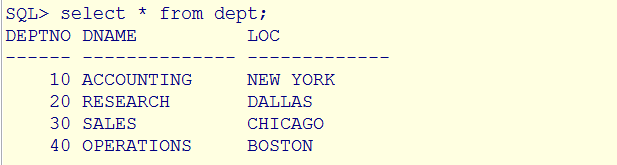 SQL> select * from dept;
DEPTNO DNAME          LOC
------ -------------- -------------
    10 ACCOUNTING     NEW YORK
    20 RESEARCH       DALLAS
    30 SALES          CHICAGO
    40 OPERATIONS     BOSTON